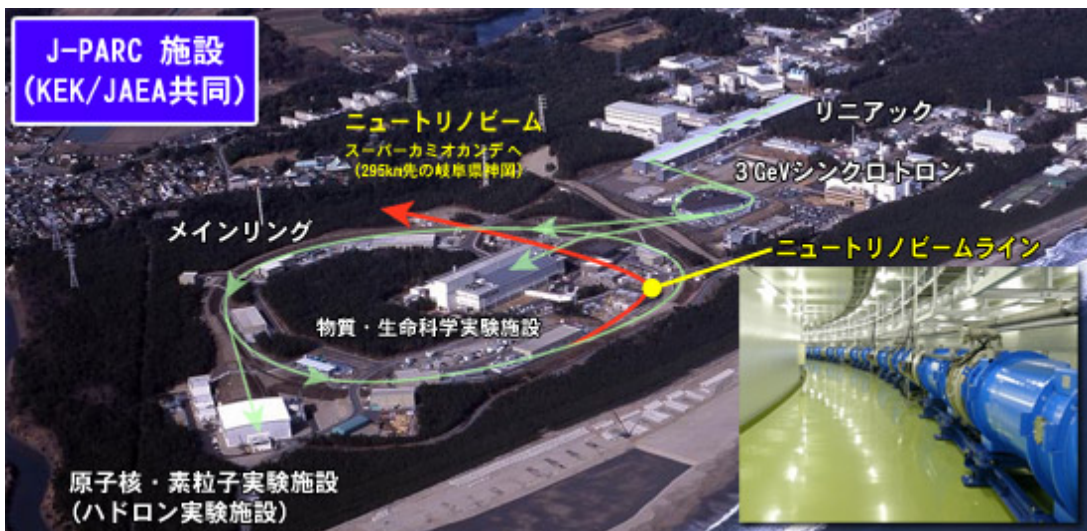 J-PARC 施設
(KEK/JAEA共同)
ニュートリノビーム
スーパーカミオカンデへ
(295km先の岐阜県神岡)
リニアック
3GeVシンクロトロン
メインリング
ニュートリノビームライン
物質・生命科学実験施設
原子核・素粒子実験施設
(ハドロン実験施設)